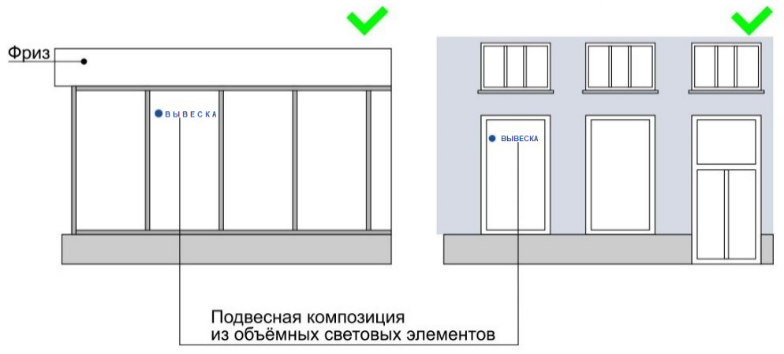 Фриз
ВЫВЕСКА
ВЫВЕСКА
Подвесная композиция
из объёмных световых элементов